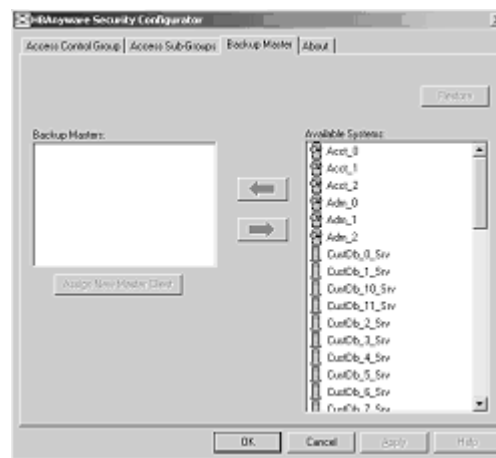 HBAnyware Security Configurator
Access Control Group Access Sub-Groups Backup Master About
Restore
Backup Masters: Available Systems:
Acct_0
Acct_1
Acct_2
Adm_0
Adm_1
Adm_2
CustDb_0_Srv
CustDb_1_Srv
CustDb_10_Srv
CustDb_11_Srv
CustDb_2_Srv
CustDb_3_Srv
CustDb_4_Srv
CustDb_5_Srv
CustDb_6_Srv
CustDb_7_Srv
Assign New Master Client
OK Cancel Apply Help